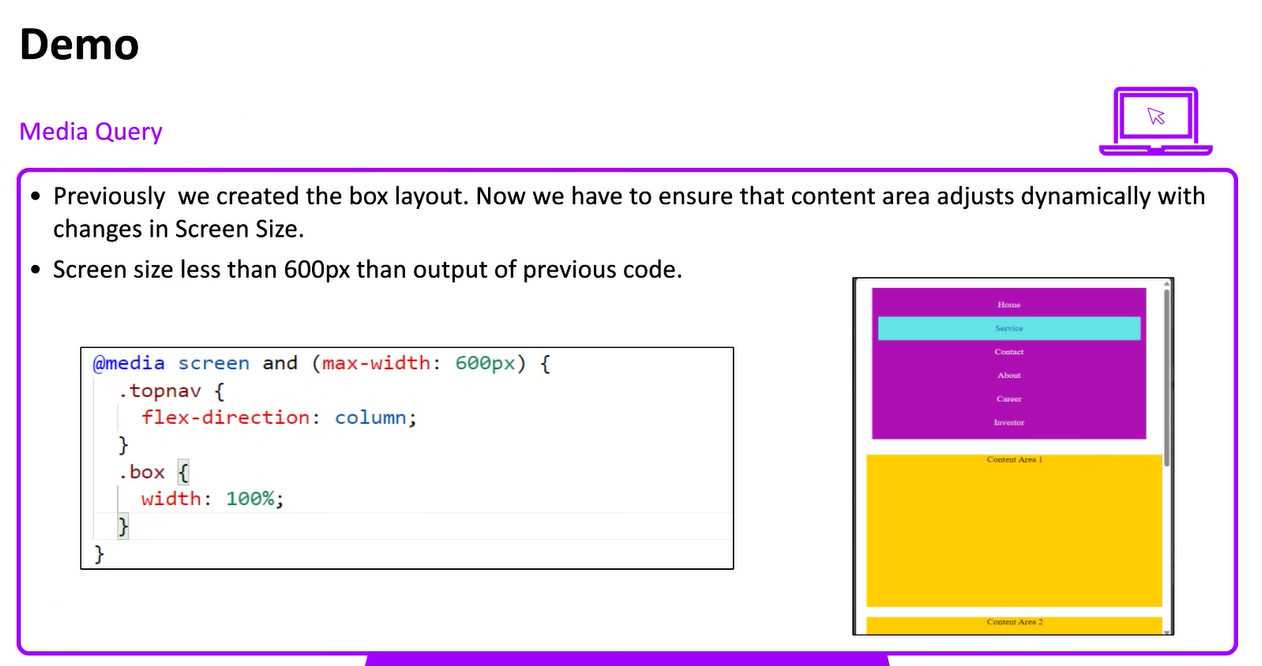 Demo
Media Query
• Previously  we created the box layout. Now we have to ensure that content area adjusts dynamically with
changes in Screen Size.
• Screen size less than 600px than output of previous code.
@media screen and (max-width: 600px) {
.topnav {
flex-direction: column;
}
.box {
width: 100%;
}
}
Home
Service
Contact
About
Career
Investor
Content Area 1
Content Area 2